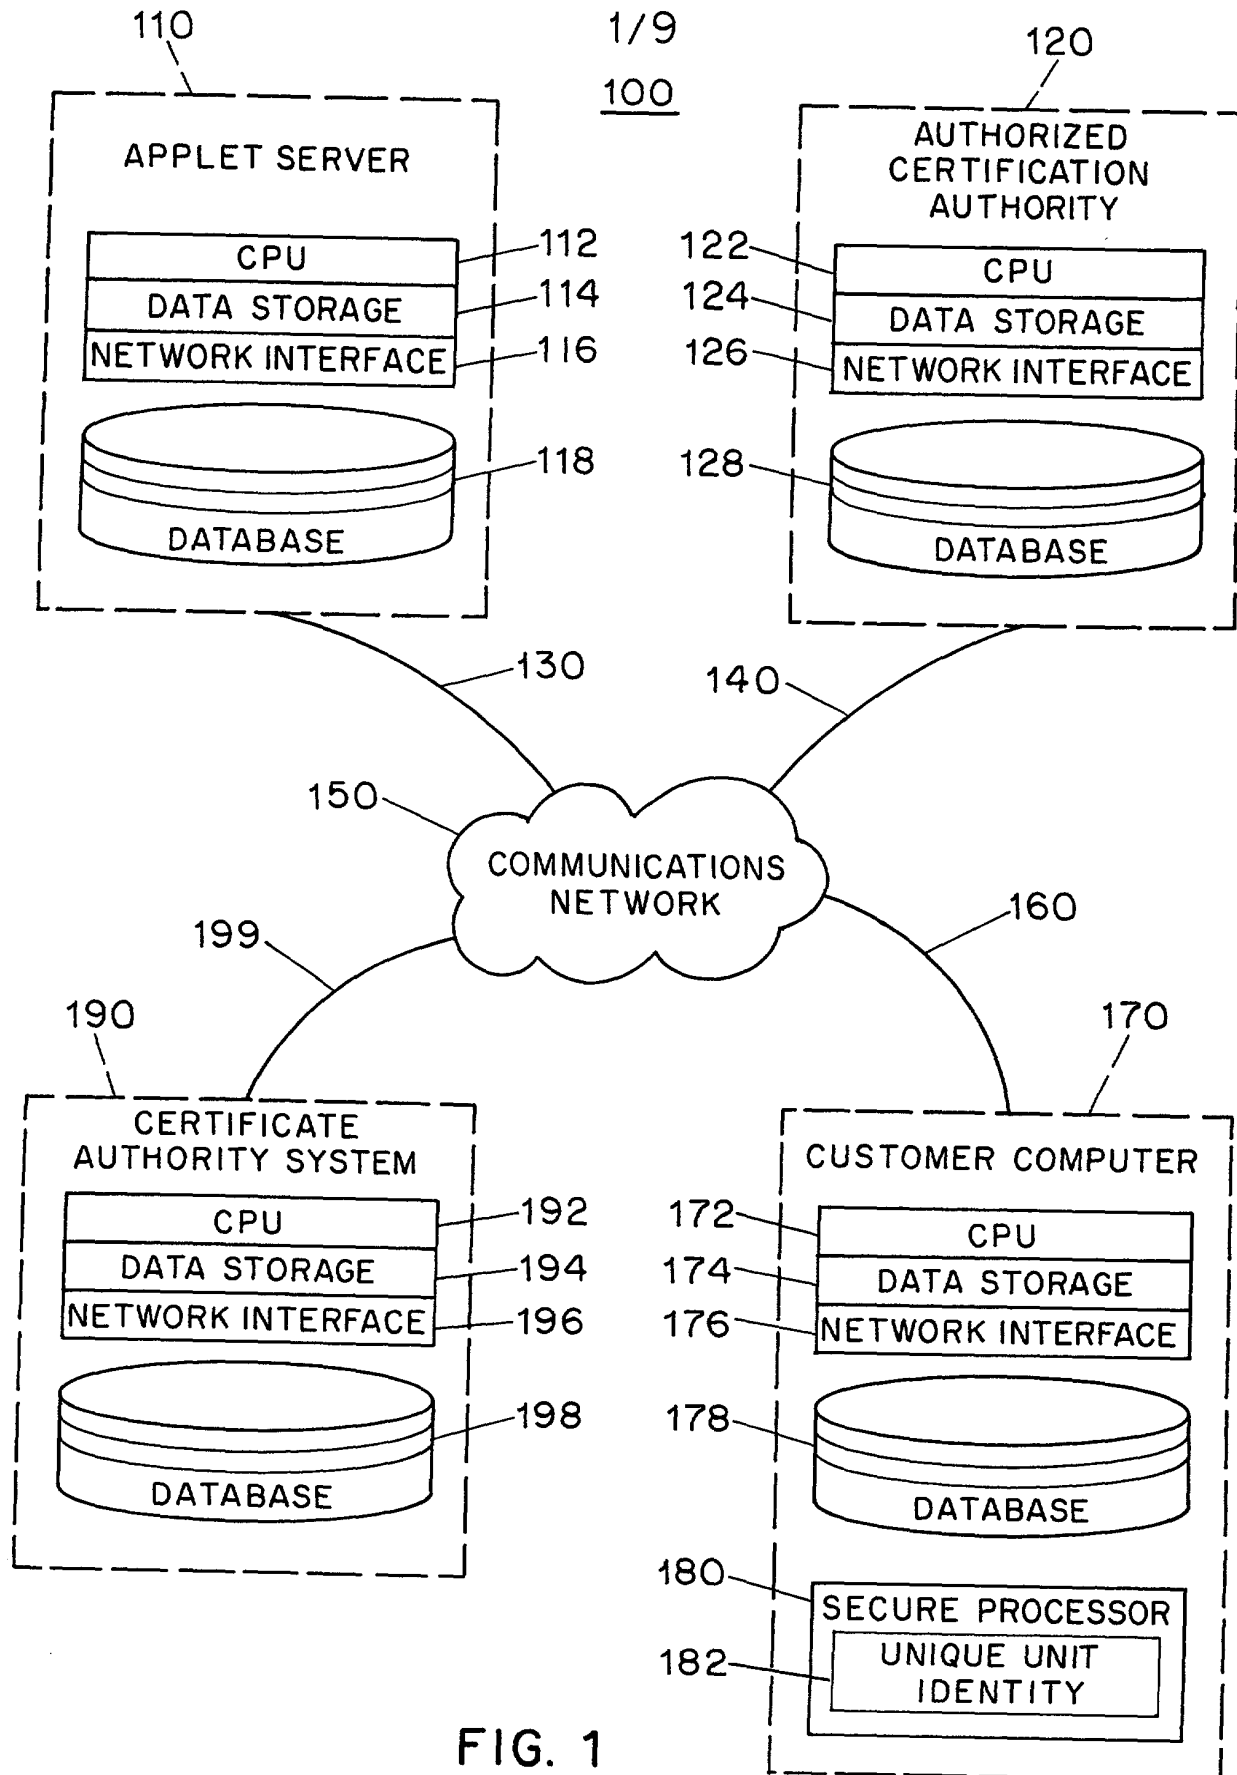 1/9
100
110
120
APPLET SERVER
CPU
DATA STORAGE
NETWORK INTERFACE
DATABASE
112
114
116
118
AUTHORIZED
CERTIFICATION
AUTHORITY
CPU
DATA STORAGE
NETWORK INTERFACE
DATABASE
122
124
126
128
130
140
150
COMMUNICATIONS
NETWORK
199
160
190
170
CERTIFICATE
AUTHORITY SYSTEM
CPU
DATA STORAGE
NETWORK INTERFACE
DATABASE
192
194
196
198
CUSTOMER COMPUTER
CPU
DATA STORAGE
NETWORK INTERFACE
DATABASE
172
174
176
178
180
SECURE PROCESSOR
182
UNIQUE UNIT
IDENTITY
FIG. 1